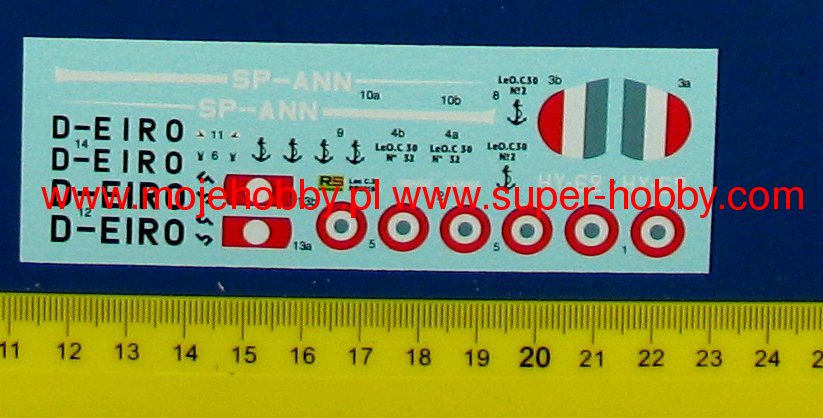 SP-ANN
LeO.C30
Nº2
3b
3a
10a
10b
8
SP-ANN
D-EIRO
11
9
4b
4a
14
LeO.C 30
Nº 32
LeO.C 30
Nº 32
LeO.C30
Nº2
D-EIRO
6
RS
www.mojehobby.pl www.super-hobby.com
D-EIRO
12
D-EIRO
13a
5
5
1
11 12 13 14 15 16 17 18 19 20 21 22 23 24